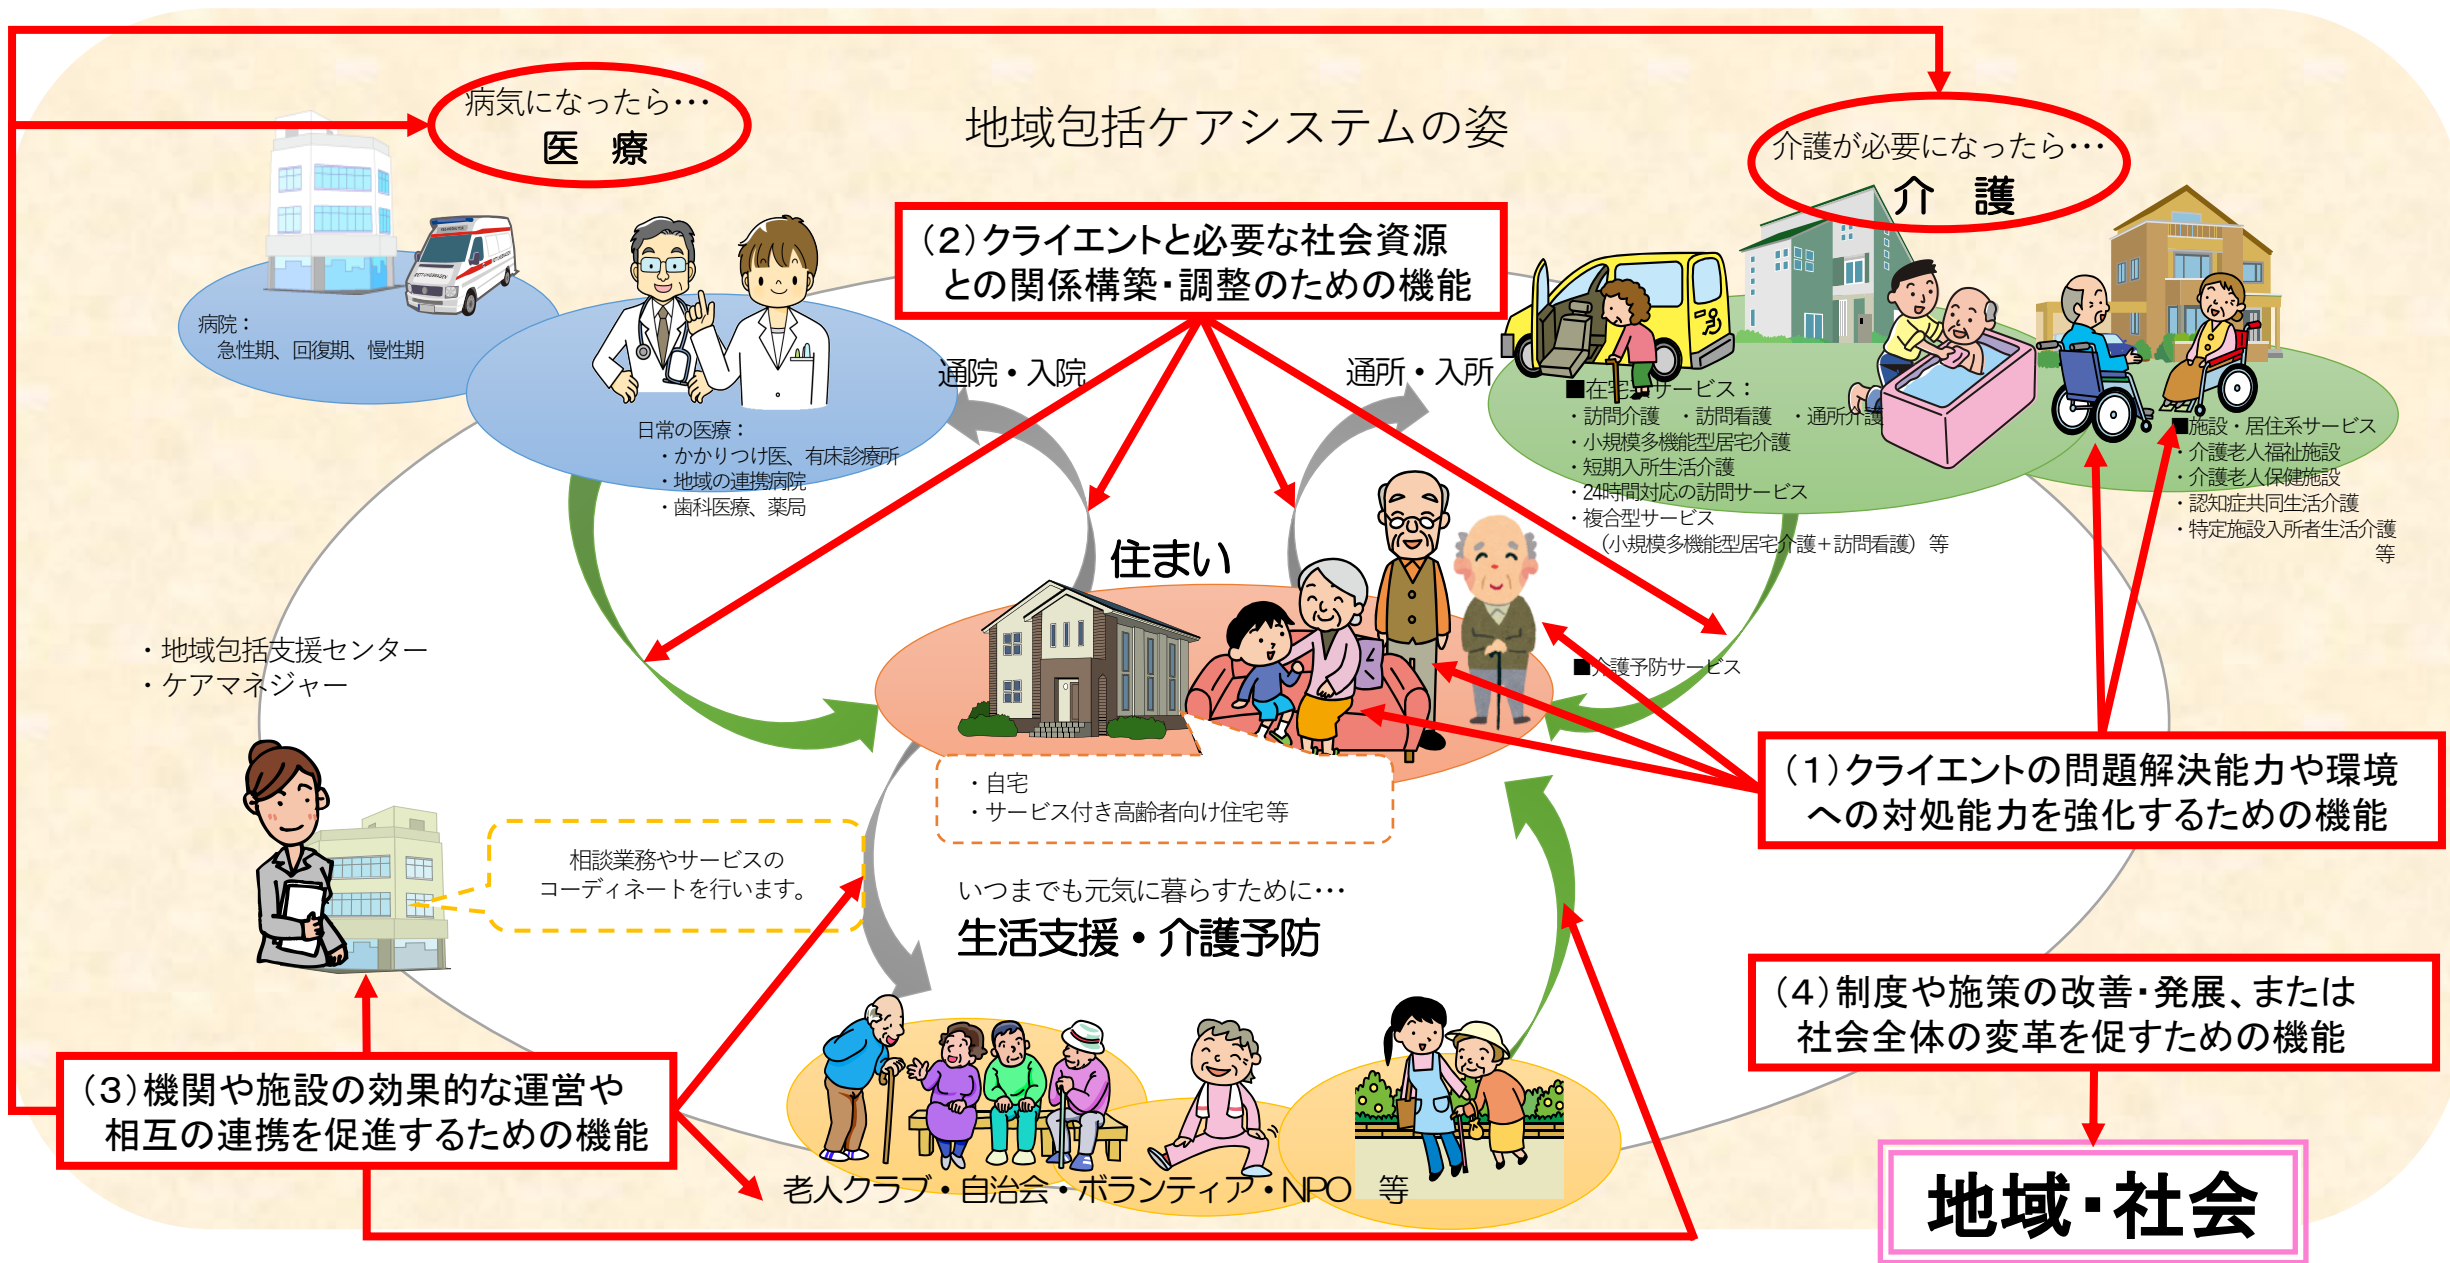 地域包括ケアシステムの姿
病気になったら･･･
医 療
介護が必要になったら･･･
介 護
（２）クライエントと必要な社会資源
との関係構築・調整のための機能
病院：
急性期、回復期、慢性期
日常の医療：
・かかりつけ医、有床診療所
・地域の連携病院
・歯科医療、薬局
通院・入院
通所・入所
■在宅系サービス：
・訪問介護 ・訪問看護 ・通所介護
・小規模多機能型居宅介護
・短期入所生活介護
・24時間対応の訪問サービス
・複合型サービス
（小規模多機能型居宅介護＋訪問看護） 等
■施設・居住系サービス
・介護老人福祉施設
・介護老人保健施設
・認知症共同生活介護
・特定施設入所者生活介護
等
住まい
■介護予防サービス
・地域包括支援センター
・ケアマネジャー
・自宅
・サービス付き高齢者向け住宅 等
（１）クライエントの問題解決能力や環境
への対処能力を強化するための機能
相談業務やサービスの
コーディネートを行います。
いつまでも元気に暮らすために･･･
生活支援・介護予防
（４）制度や施策の改善・発展、または
社会全体の変革を促すための機能
（３）機関や施設の効果的な運営や
相互の連携を促進するための機能
老人クラブ・自治会・ボランティア・NPO 等
地域・社会